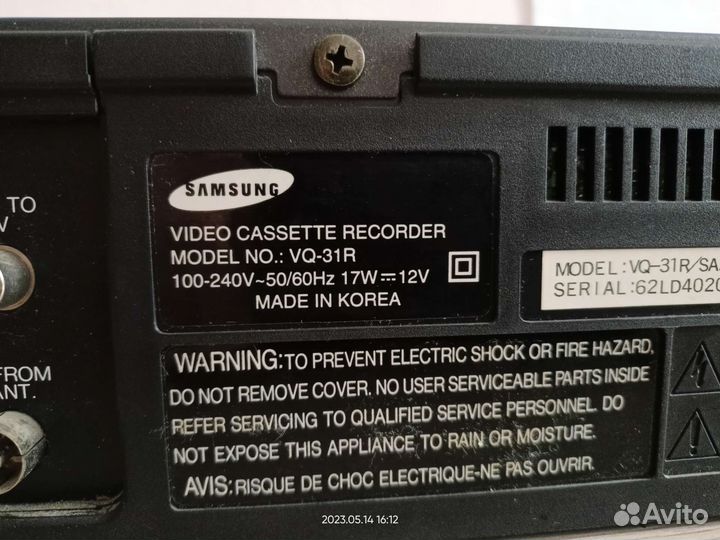 TO
V
FROM
ANT.
SAMSUNG
VIDEO CASSETTE RECORDER
MODEL NO.: VQ-31R
100-240V~50/60Hz 17W⎓12V
MADE IN KOREA
MODEL:VQ-31R/SA
SERIAL:62LD4020
WARNING:TO PREVENT ELECTRIC SHOCK OR FIRE HAZARD,
DO NOT REMOVE COVER. NO USER SERVICEABLE PARTS INSIDE
REFER SERVICING TO QUALIFIED SERVICE PERSONNEL. DO
NOT EXPOSE THIS APPLIANCE TO RAIN OR MOISTURE.
AVIS:RISQUE DE CHOC ELECTRIQUE-NE PAS OUVRIR.
2023.05.14 16:12
Avito